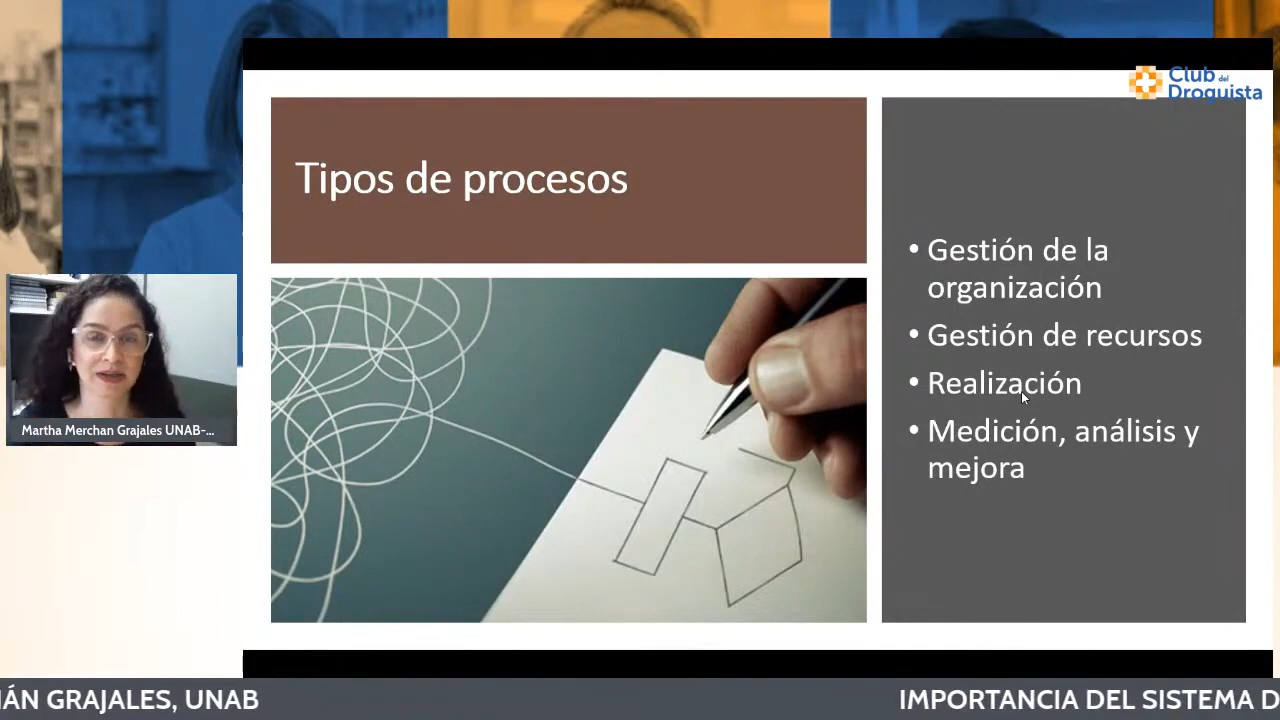 Club del
Droguista
Tipos de procesos
• Gestión de la
organización
• Gestión de recursos
• Realización
• Medición, análisis y
mejora
Martha Merchan Grajales UNAB-...
ÁN GRAJALES, UNAB
IMPORTANCIA DEL SISTEMA D